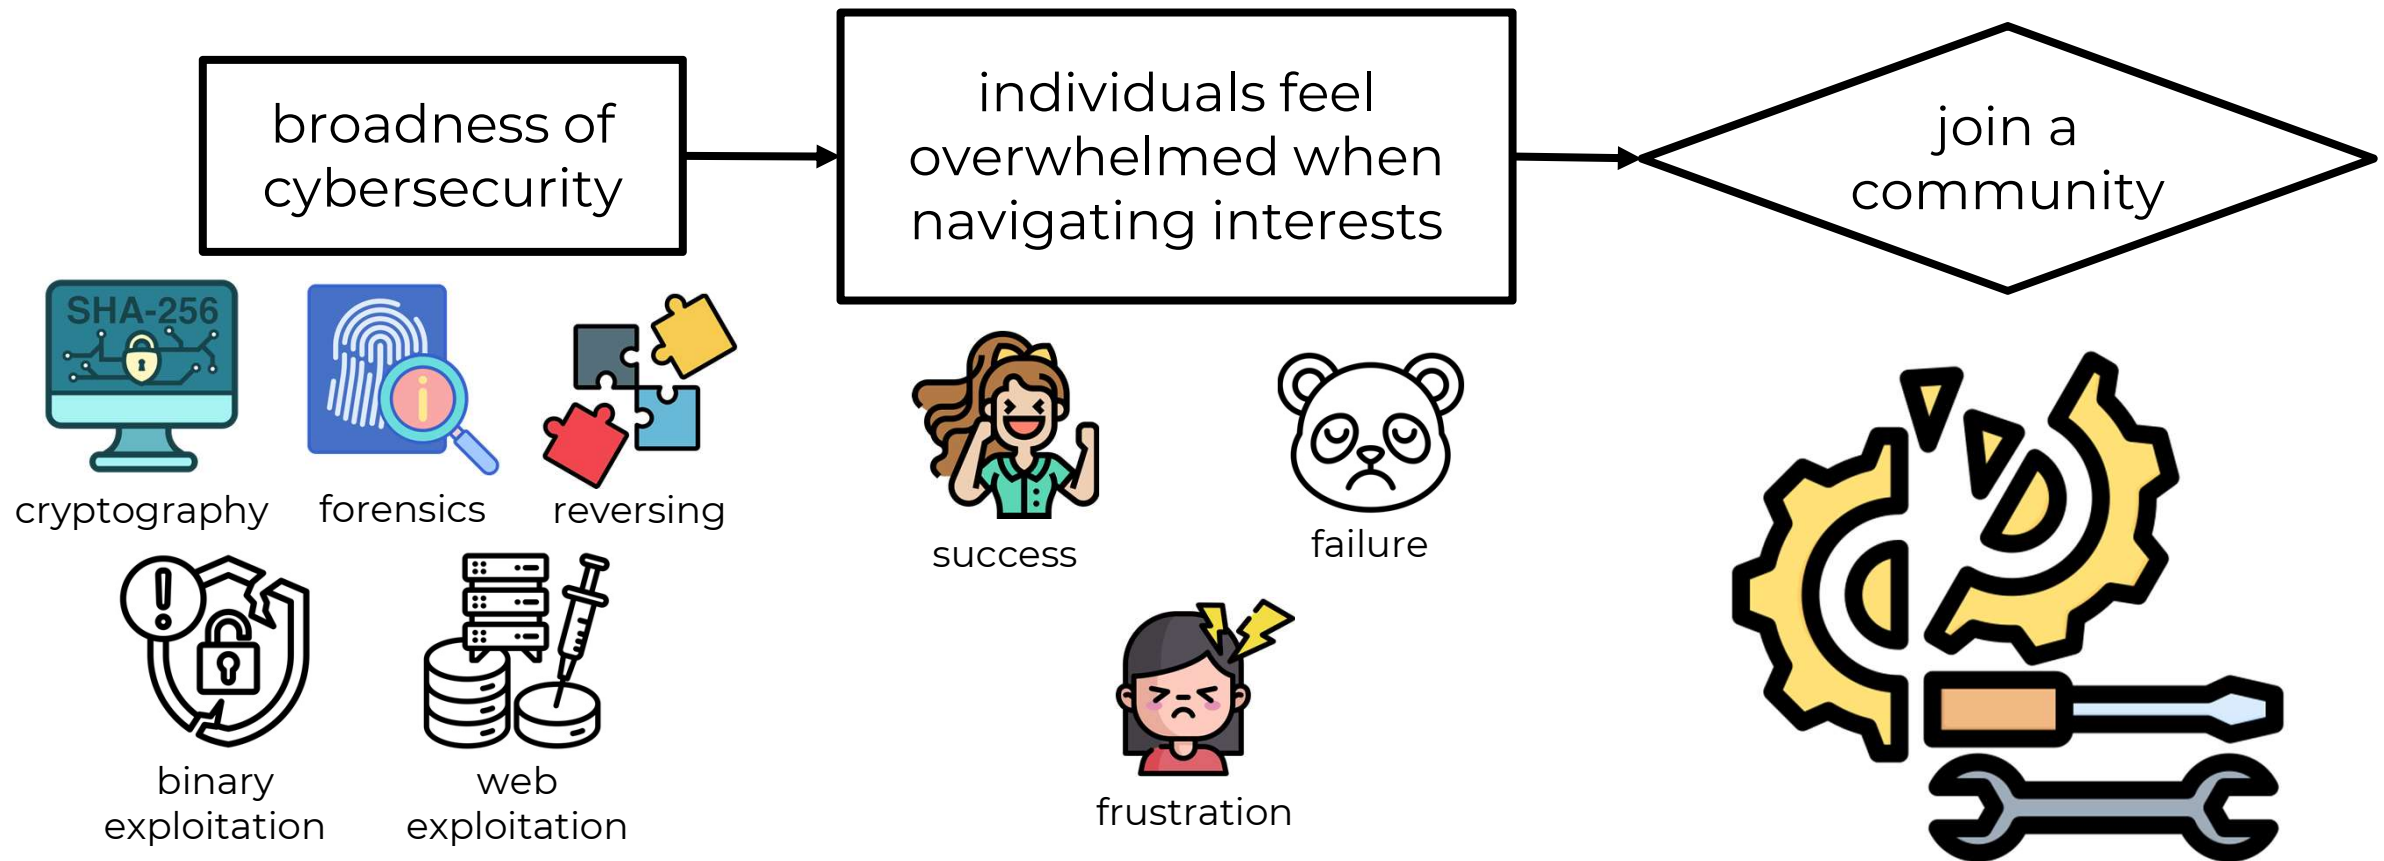 broadness of
cybersecurity
individuals feel
overwhelmed when
navigating interests
join a
community
SHA-256
i
cryptography
forensics
reversing
binary
exploitation
web
exploitation
success
failure
frustration